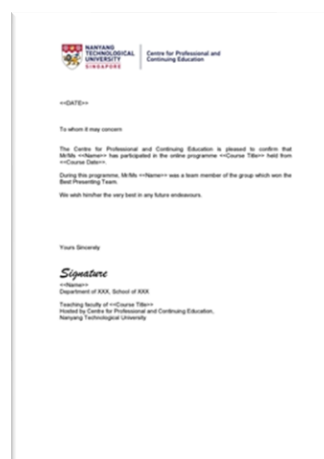 NANYANG
TECHNOLOGICAL
UNIVERSITY
SINGAPORE
Centre for Professional and
Continuing Education
<<DATE>>
To whom it may concern
The Centre for Professional and Continuing Education is pleased to confirm that
Mr/Ms <<Name>> has participated in the online programme <<Course Title>> held from
<<Course Date>>.
During this programme, Mr/Ms <<Name>> was a team member of the group which won the
Best Presenting Team.
We wish him/her the very best in any future endeavours.
Yours Sincerely
Signature
<<Name>>
Department of XXX, School of XXX
Teaching faculty of <<Course Title>>
Hosted by Centre for Professional and Continuing Education,
Nanyang Technological University